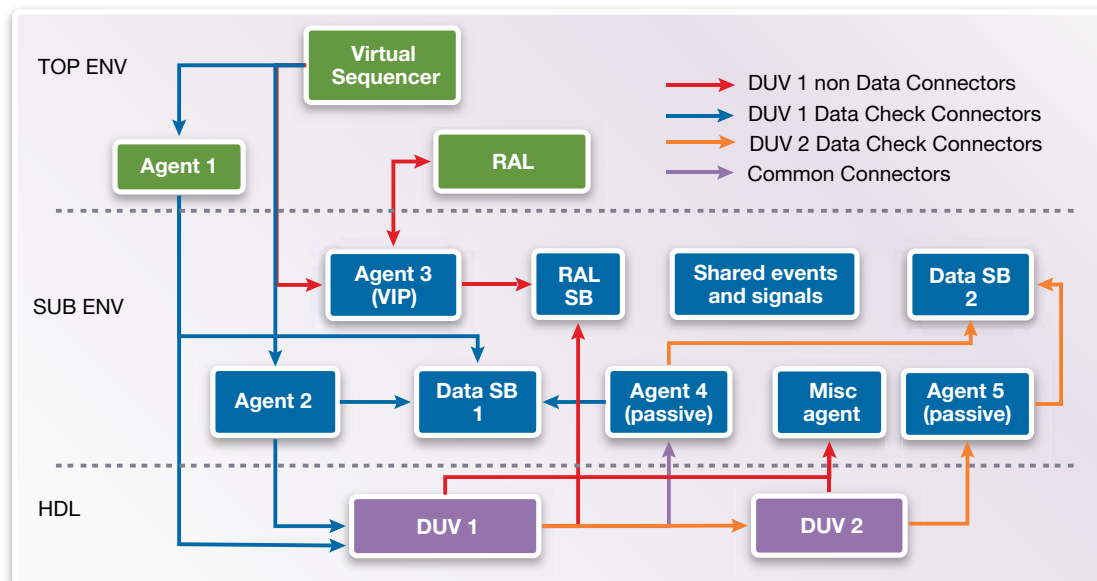 TOP ENV
Virtual
Sequencer
DUV 1 non Data Connectors
DUV 1 Data Check Connectors
DUV 2 Data Check Connectors
Common Connectors
Agent 1
RAL
SUB ENV
Agent 3
(VIP)
RAL
SB
Shared events
and signals
Data SB
2
Agent 2
Data SB
1
Agent 4
(passive)
Misc
agent
Agent 5
(passive)
HDL
DUV 1
DUV 2